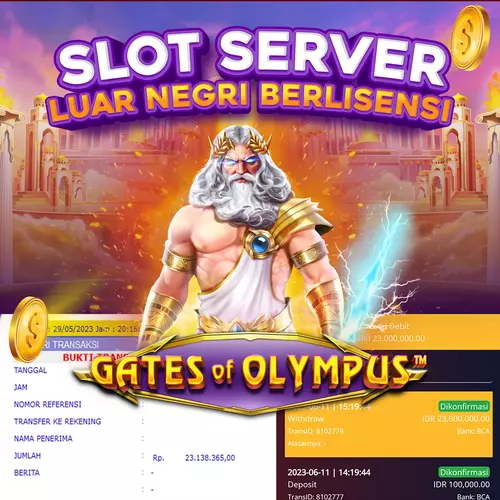 SLOT SERVER
LUAR NEGRI BERLISENSI
29/05/2023 Jam : 20:16
TRANSAKSI
BUKTI
GATES of OLYMPUS™
TANGGAL :
JAM :
NOMOR REFERENSI :
TRANSFER KE REKENING :
NAMA PENERIMA :
JUMLAH : Rp. 23.138.365,00
BERITA : -
: -
Debit
IDR 23,000,000.00
15:19:44 Dikonfirmasi
Withdraw IDR 23,000,000.00
TransID: 8102778 Bank: BCA
Alasannya: -
2023-06-11 | 14:19:44 Dikonfirmasi
Deposit IDR 100,000.00
TransID: 8102777 Bank: BCA